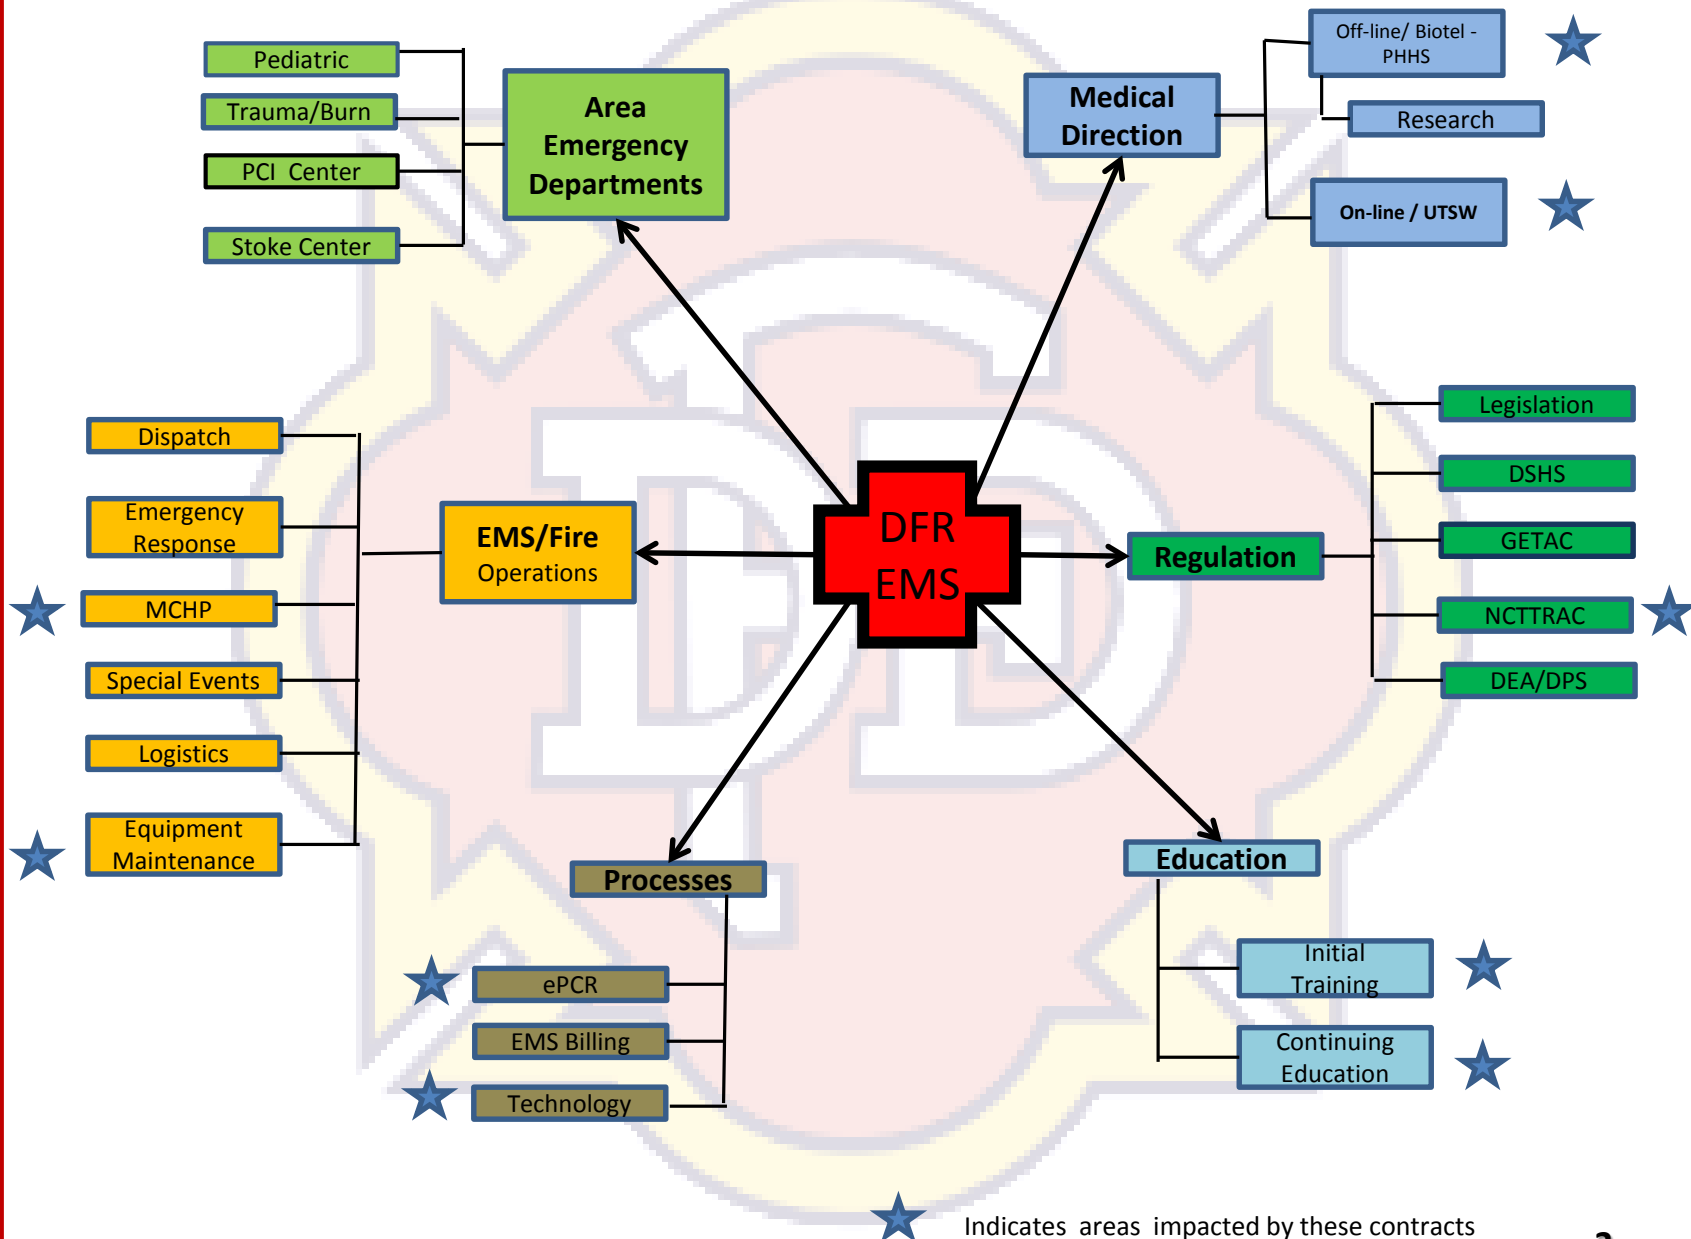 Pediatric
Trauma/Burn
PCI  Center
Stoke Center
Area
Emergency
Departments
Medical
Direction
Off-line/ Biotel -
PHHS
Research
On-line / UTSW
Dispatch
Emergency
Response
MCHP
Special Events
Logistics
Equipment
Maintenance
EMS/Fire
Operations
DFR
EMS
Regulation
Legislation
DSHS
GETAC
NCTTRAC
DEA/DPS
Processes
ePCR
EMS Billing
Technology
Education
Initial
Training
Continuing
Education
Indicates  areas  impacted by these contracts